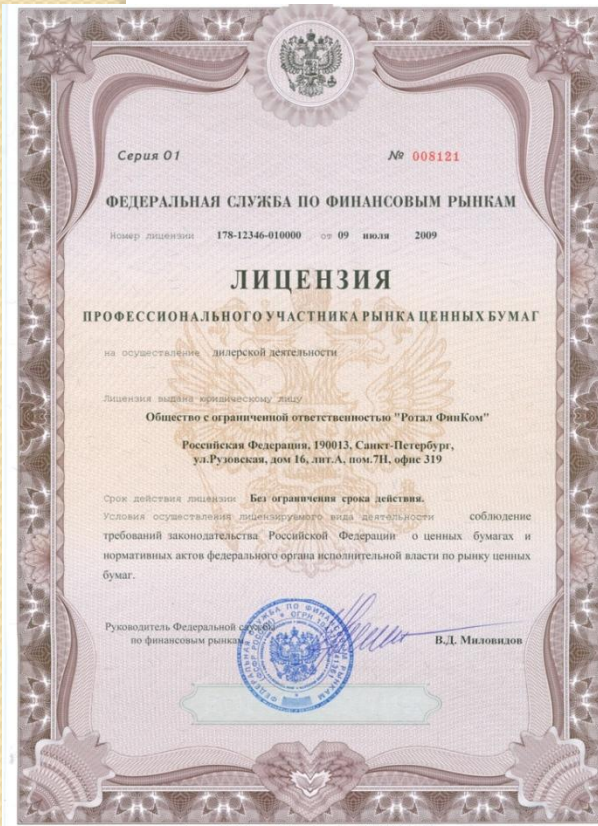 Серия 01
№ 008121
ФЕДЕРАЛЬНАЯ СЛУЖБА ПО ФИНАНСОВЫМ РЫНКАМ
Номер лицензии 178-12346-010000 от 09 июля 2009
ЛИЦЕНЗИЯ
ПРОФЕССИОНАЛЬНОГО УЧАСТНИКА РЫНКА ЦЕННЫХ БУМАГ
на осуществление дилерской деятельности
Лицензия выдана юридическому лицу
Общество с ограниченной ответственностью "Ротал ФинКом"
Российская Федерация, 190013, Санкт-Петербург,
ул.Рузовская, дом 16, лит.А, пом.7Н, офис 319
Срок действия лицензии Без ограничения срока действия.
Условия осуществления лицензируемого вида деятельности соблюдение
требований законодательства Российской Федерации о ценных бумагах и
нормативных актов федерального органа исполнительной власти по рынку ценных
бумаг.
Руководитель Федеральной службы
по финансовым рынкам
В.Д. Миловидов